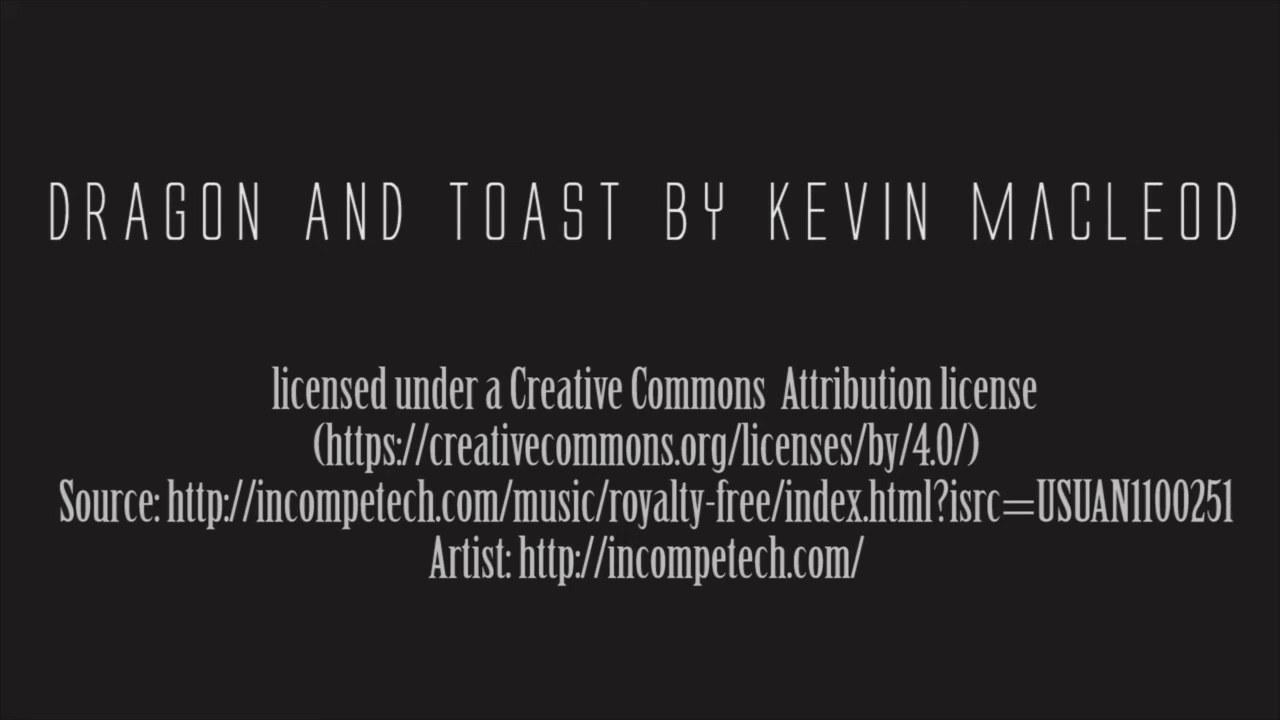 DRAGON AND TOAST BY KEVIN MACLEOD
licensed under a Creative Commons Attribution license
(https://creativecommons.org/licenses/by/4.0/)
Source: http://incompetech.com/music/royalty-free/index.html?isrc=USUAN1100251
Artist: http://incompetech.com/